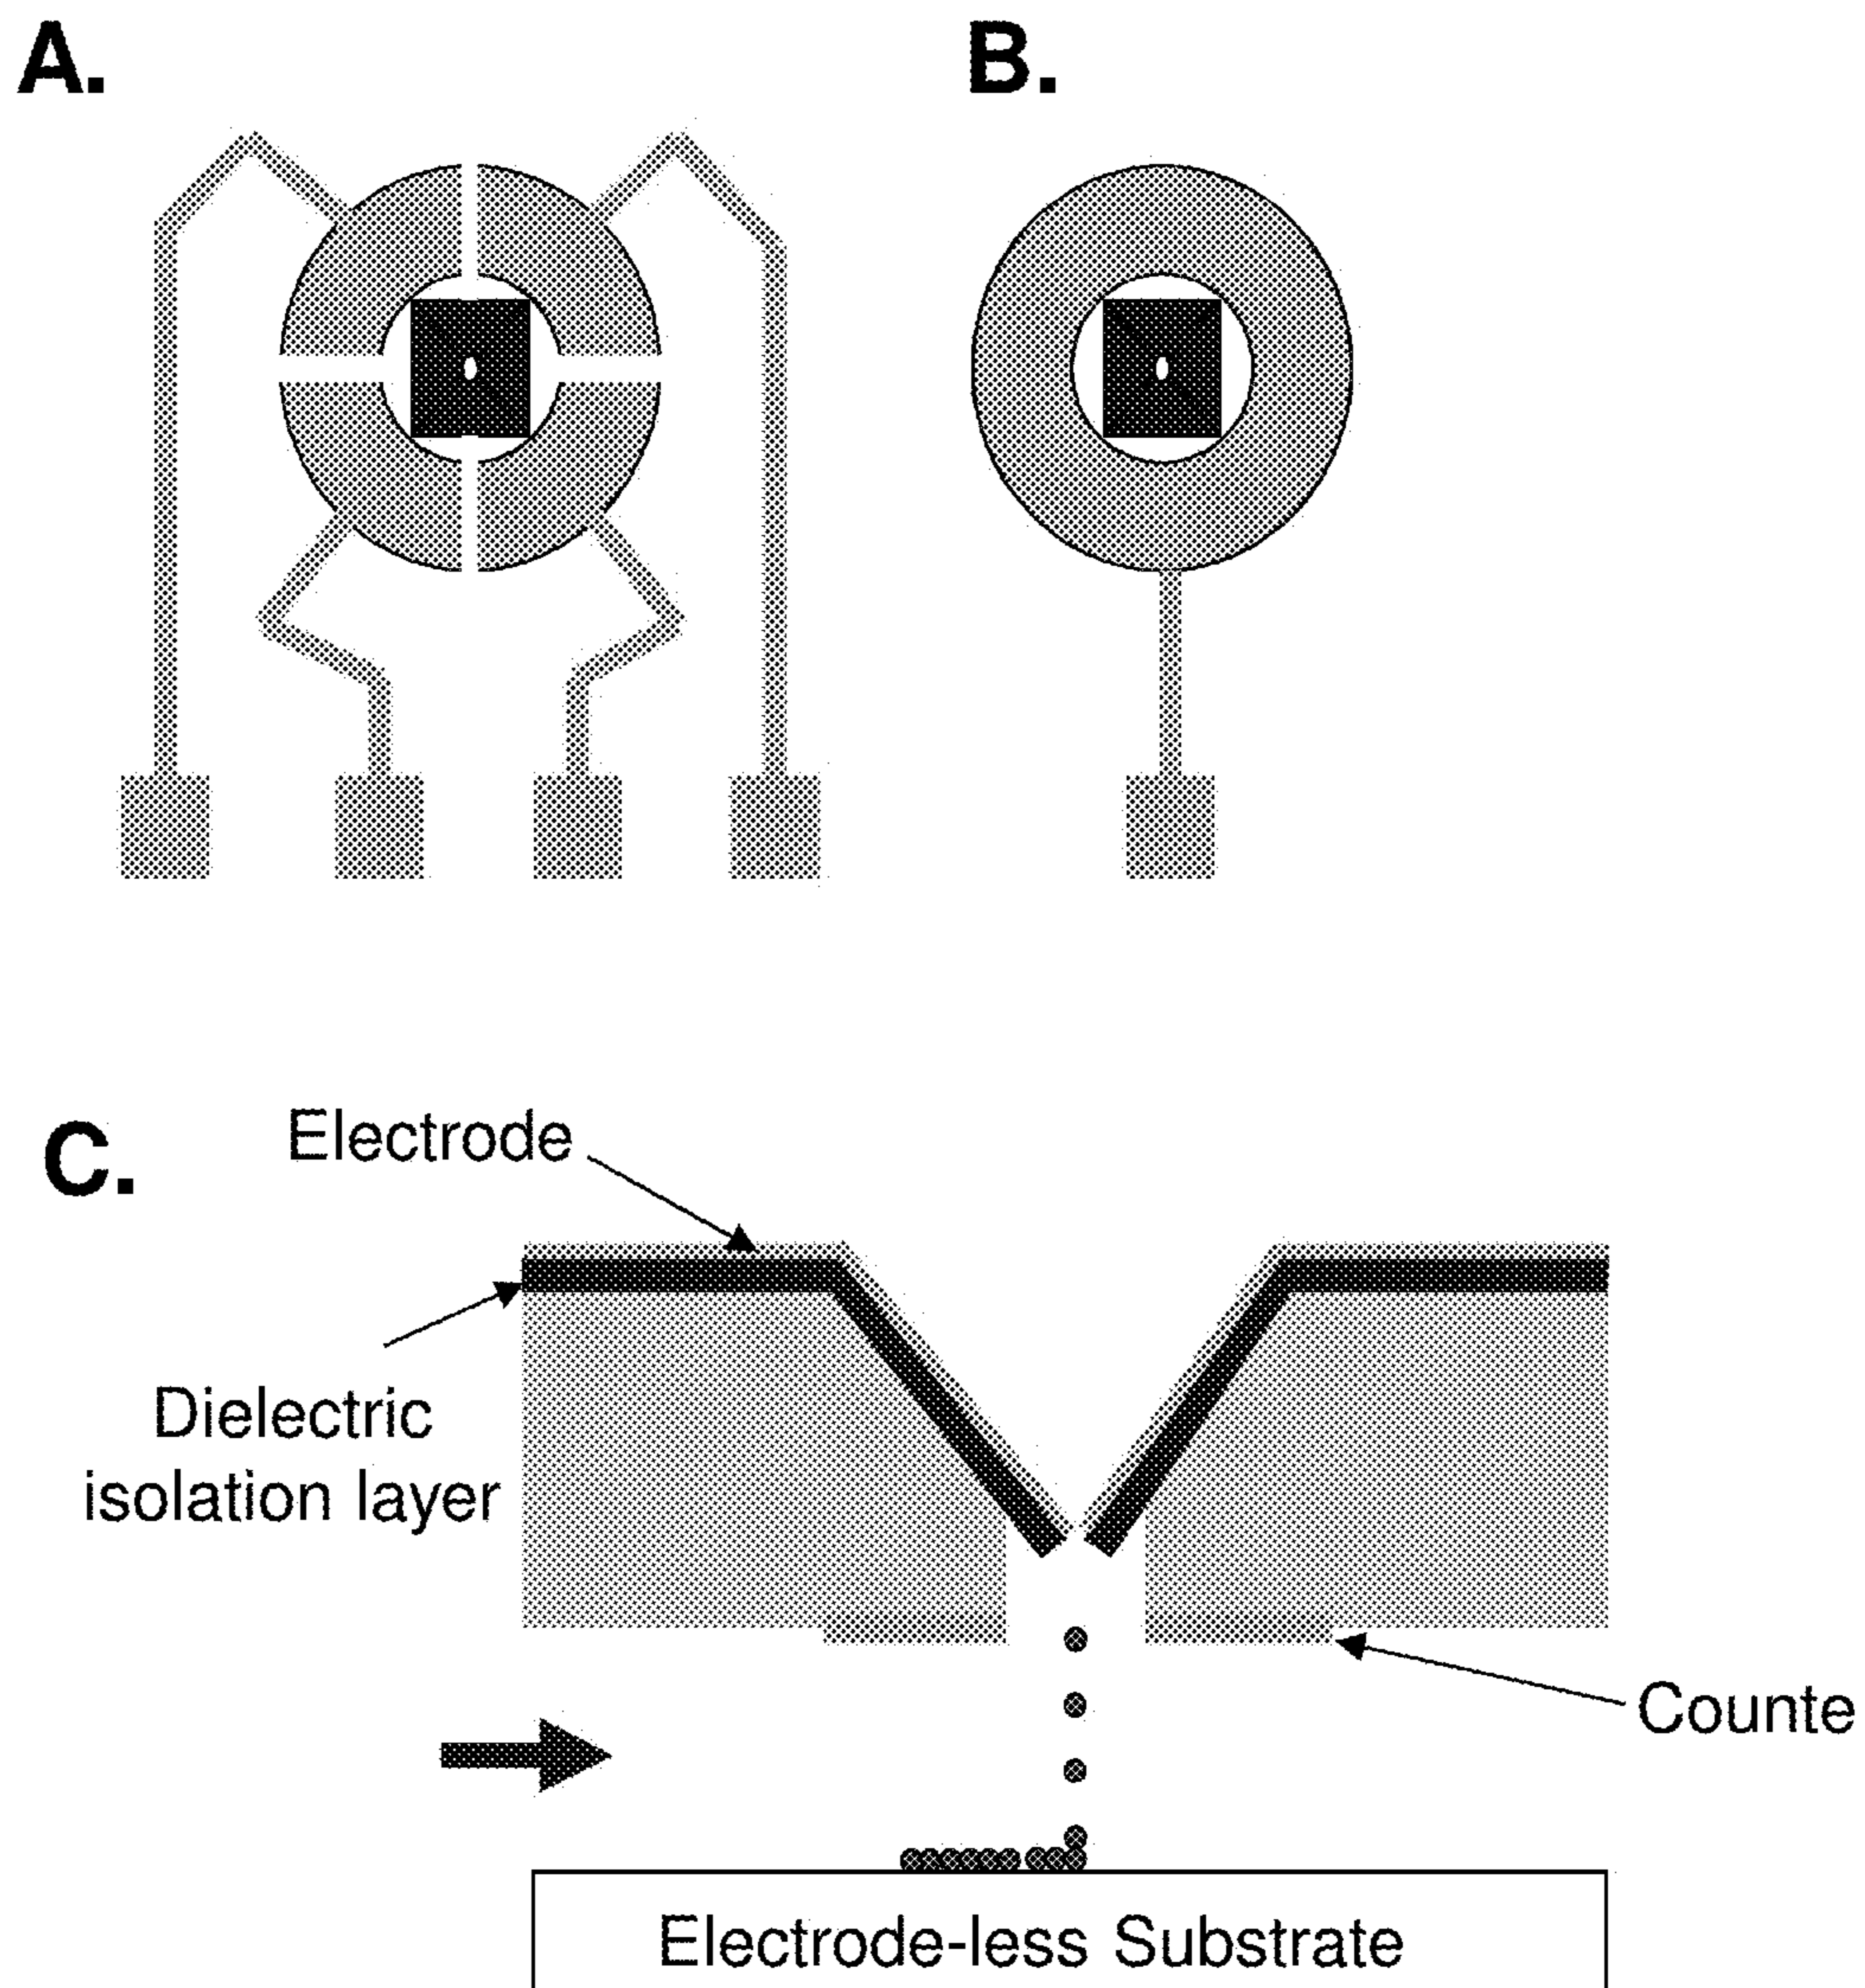 A.
B.
C.
Electrode
Dielectric
isolation layer
Counte
Electrode-less Substrate